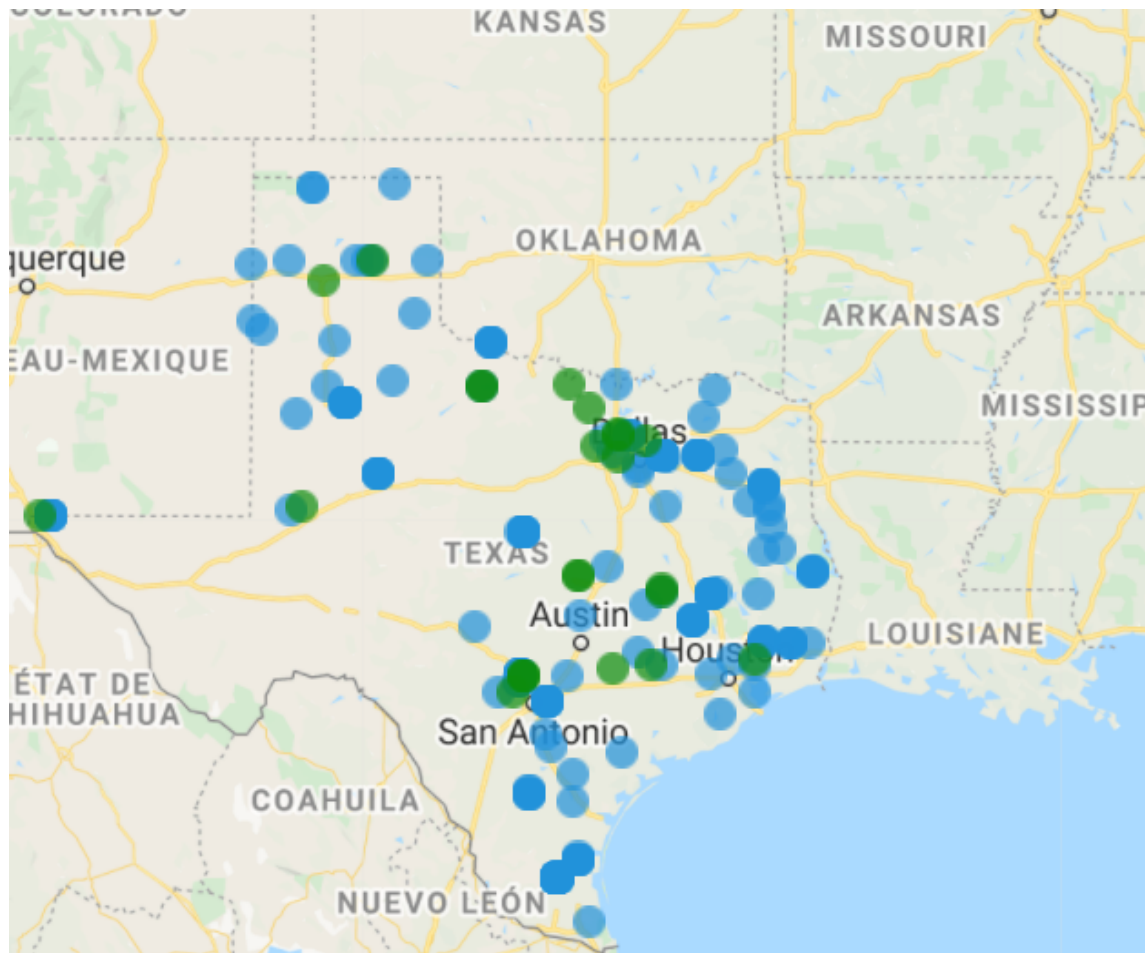 COLORADO
KANSAS
MISSOURI
querque
OKLAHOMA
ARKANSAS
EAU-MEXIQUE
MISSISSIP
Dallas
TEXAS
Austin
LOUISIANE
Houston
ÉTAT DE
HIHUAHUA
San Antonio
COAHUILA
NUEVO LEÓN